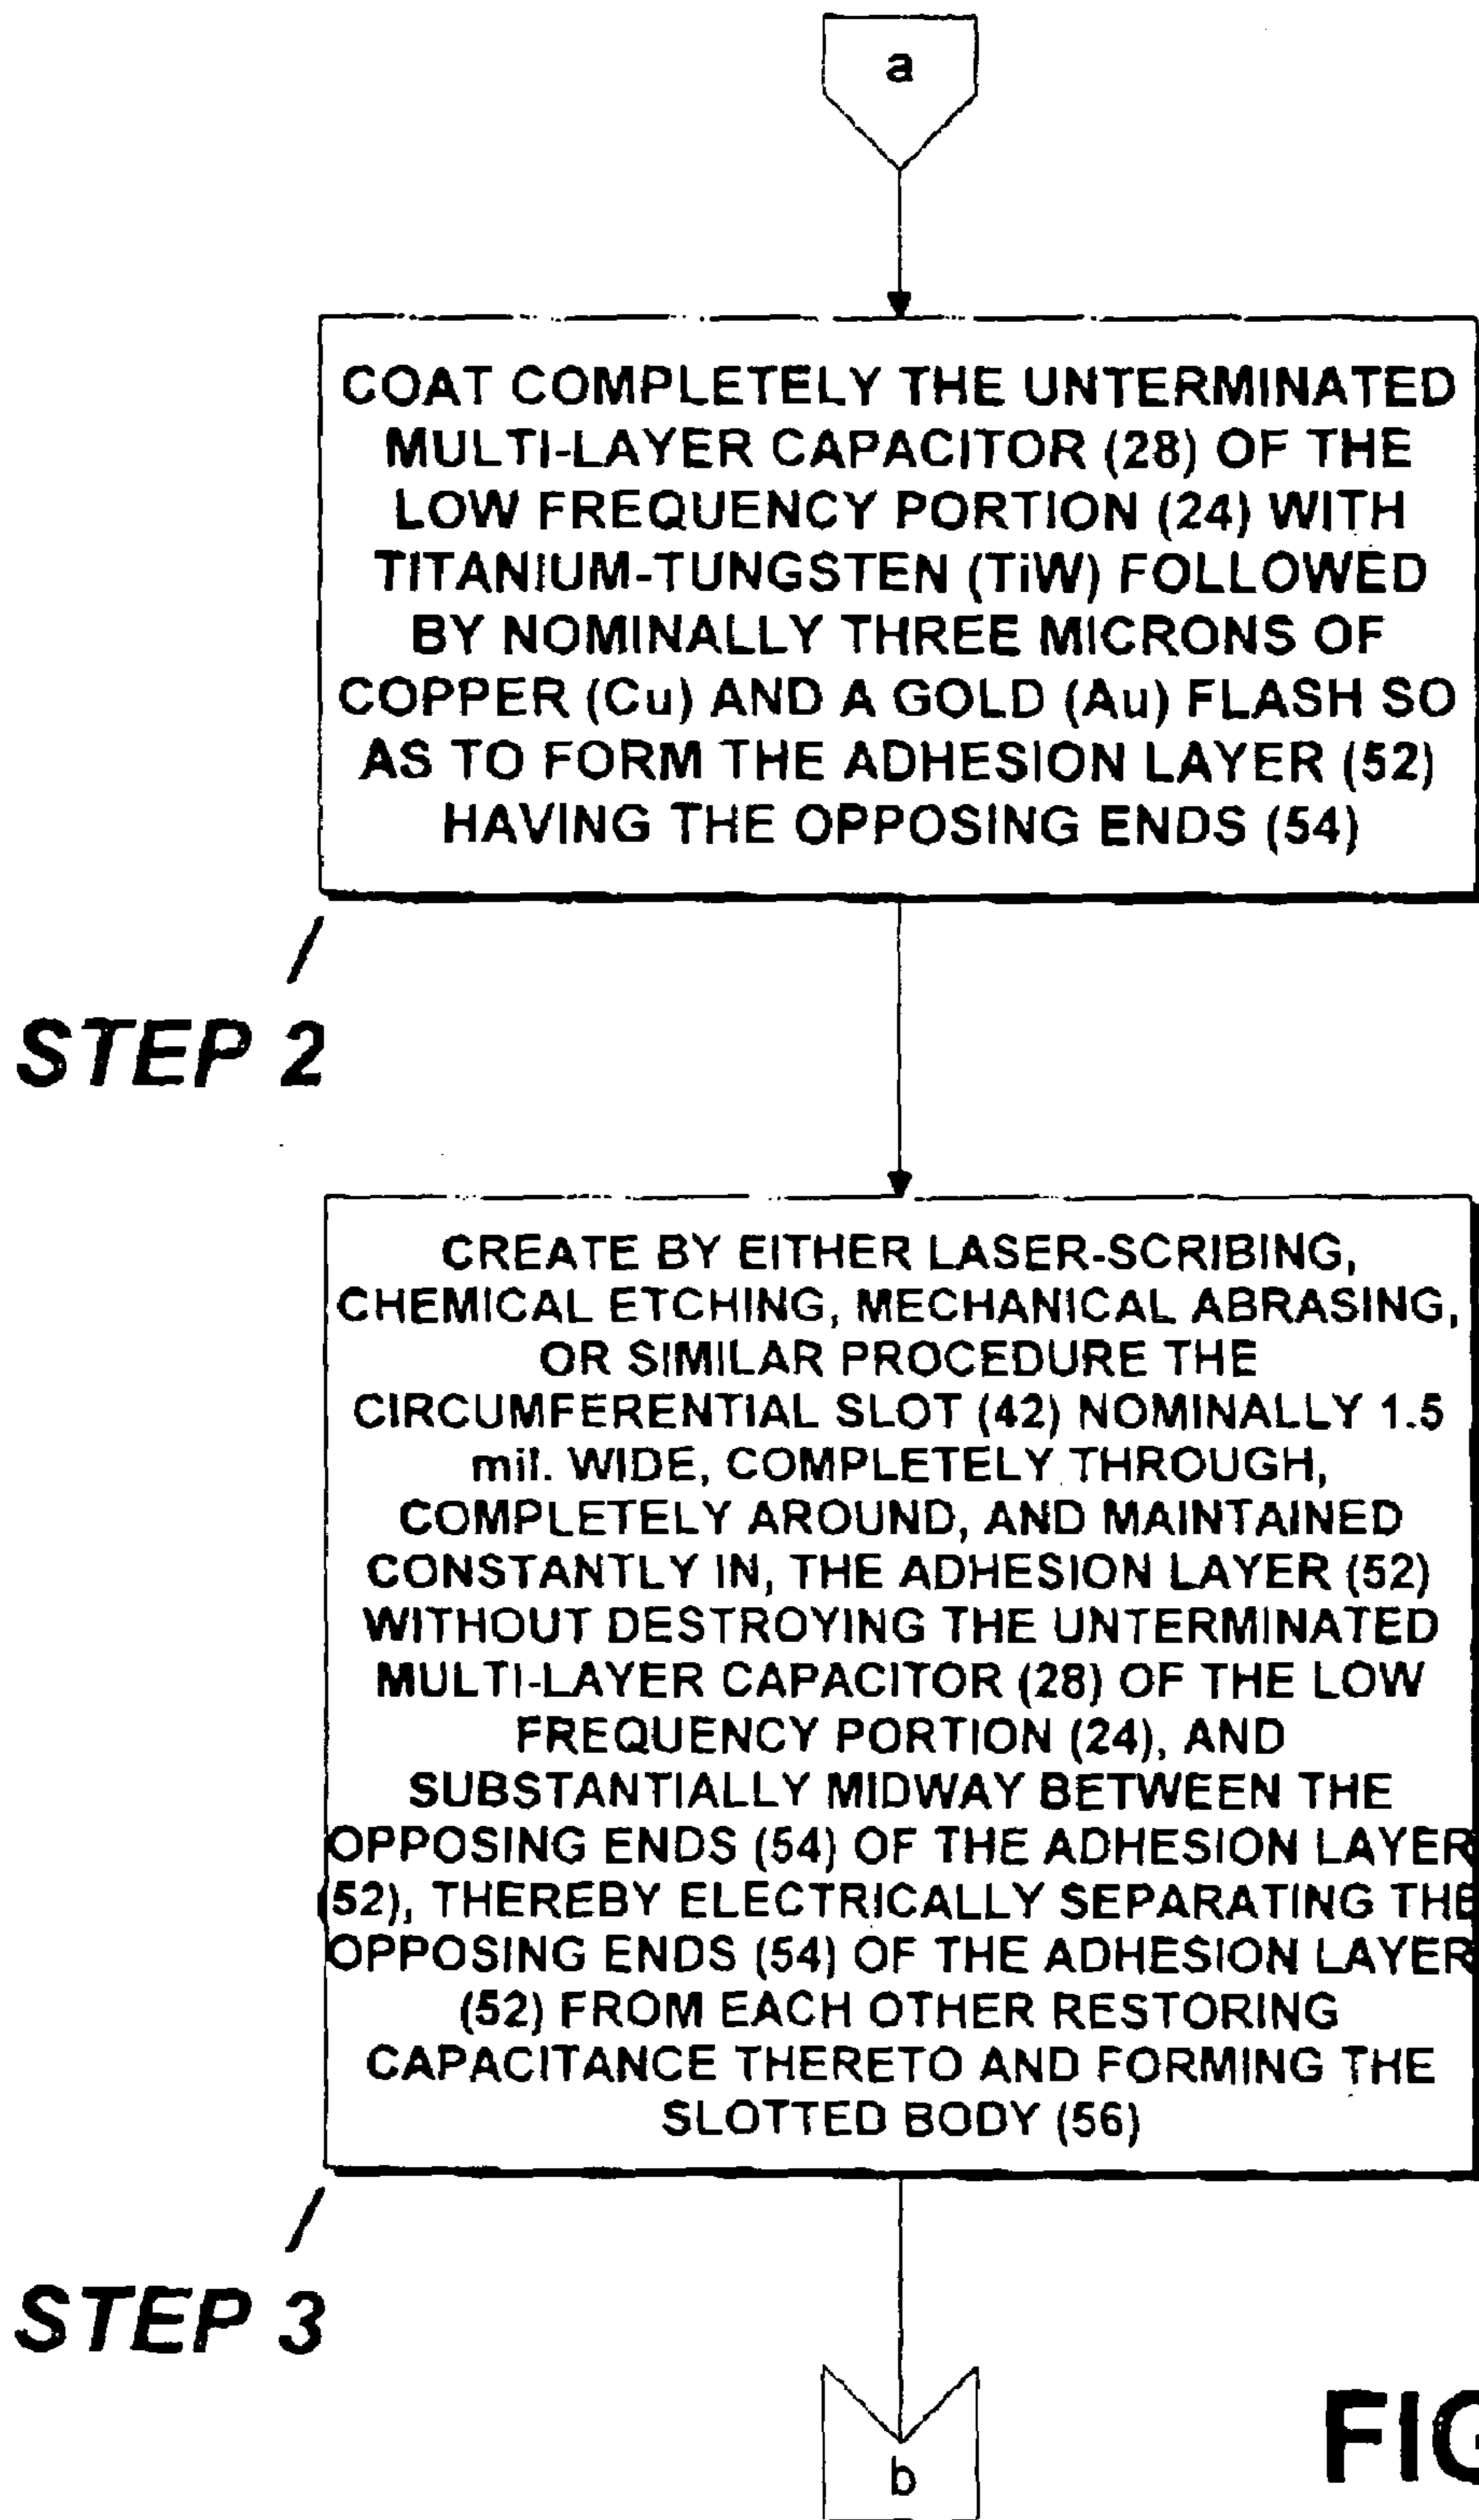 a
COAT COMPLETELY THE UNTERMINATED
MULTI-LAYER CAPACITOR (28) OF THE
LOW FREQUENCY PORTION (24) WITH
TITANIUM-TUNGSTEN (TiW) FOLLOWED
BY NOMINALLY THREE MICRONS OF
COPPER (Cu) AND A GOLD (Au) FLASH SO
AS TO FORM THE ADHESION LAYER (52)
HAVING THE OPPOSING ENDS (54)
STEP 2
CREATE BY EITHER LASER-SCRIBING,
CHEMICAL ETCHING, MECHANICAL ABRASING,
OR SIMILAR PROCEDURE THE
CIRCUMFERENTIAL SLOT (42) NOMINALLY 1.5
mil. WIDE, COMPLETELY THROUGH,
COMPLETELY AROUND, AND MAINTAINED
CONSTANTLY IN, THE ADHESION LAYER (52)
WITHOUT DESTROYING THE UNTERMINATED
MULTI-LAYER CAPACITOR (28) OF THE LOW
FREQUENCY PORTION (24), AND
SUBSTANTIALLY MIDWAY BETWEEN THE
OPPOSING ENDS (54) OF THE ADHESION LAYER
(52), THEREBY ELECTRICALLY SEPARATING THE
OPPOSING ENDS (54) OF THE ADHESION LAYER
(52) FROM EACH OTHER RESTORING
CAPACITANCE THERETO AND FORMING THE
SLOTTED BODY (56)
STEP 3
b